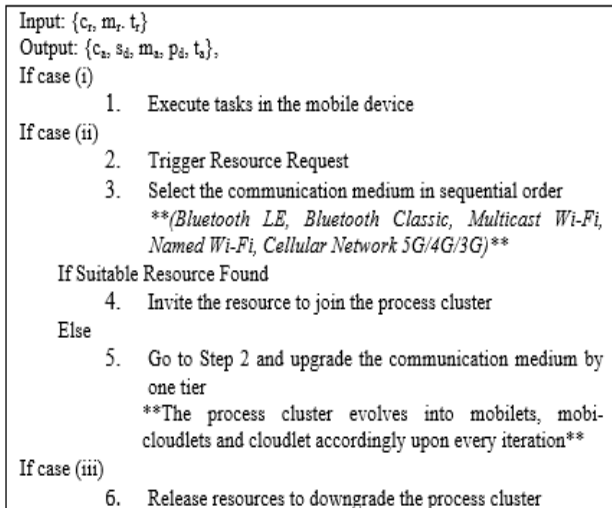 Input: {cr, mr. tr}
Output: {ca, sd, ma, pd, ta},
If case (i)
1. Execute tasks in the mobile device
If case (ii)
2. Trigger Resource Request
3. Select the communication medium in sequential order
**(Bluetooth LE, Bluetooth Classic, Multicast Wi-Fi,
Named Wi-Fi, Cellular Network 5G/4G/3G)**
If Suitable Resource Found
4. Invite the resource to join the process cluster
Else
5. Go to Step 2 and upgrade the communication medium by
one tier
**The process cluster evolves into mobilets, mobi-
cloudlets and cloudlet accordingly upon every iteration**
If case (iii)
6. Release resources to downgrade the process cluster